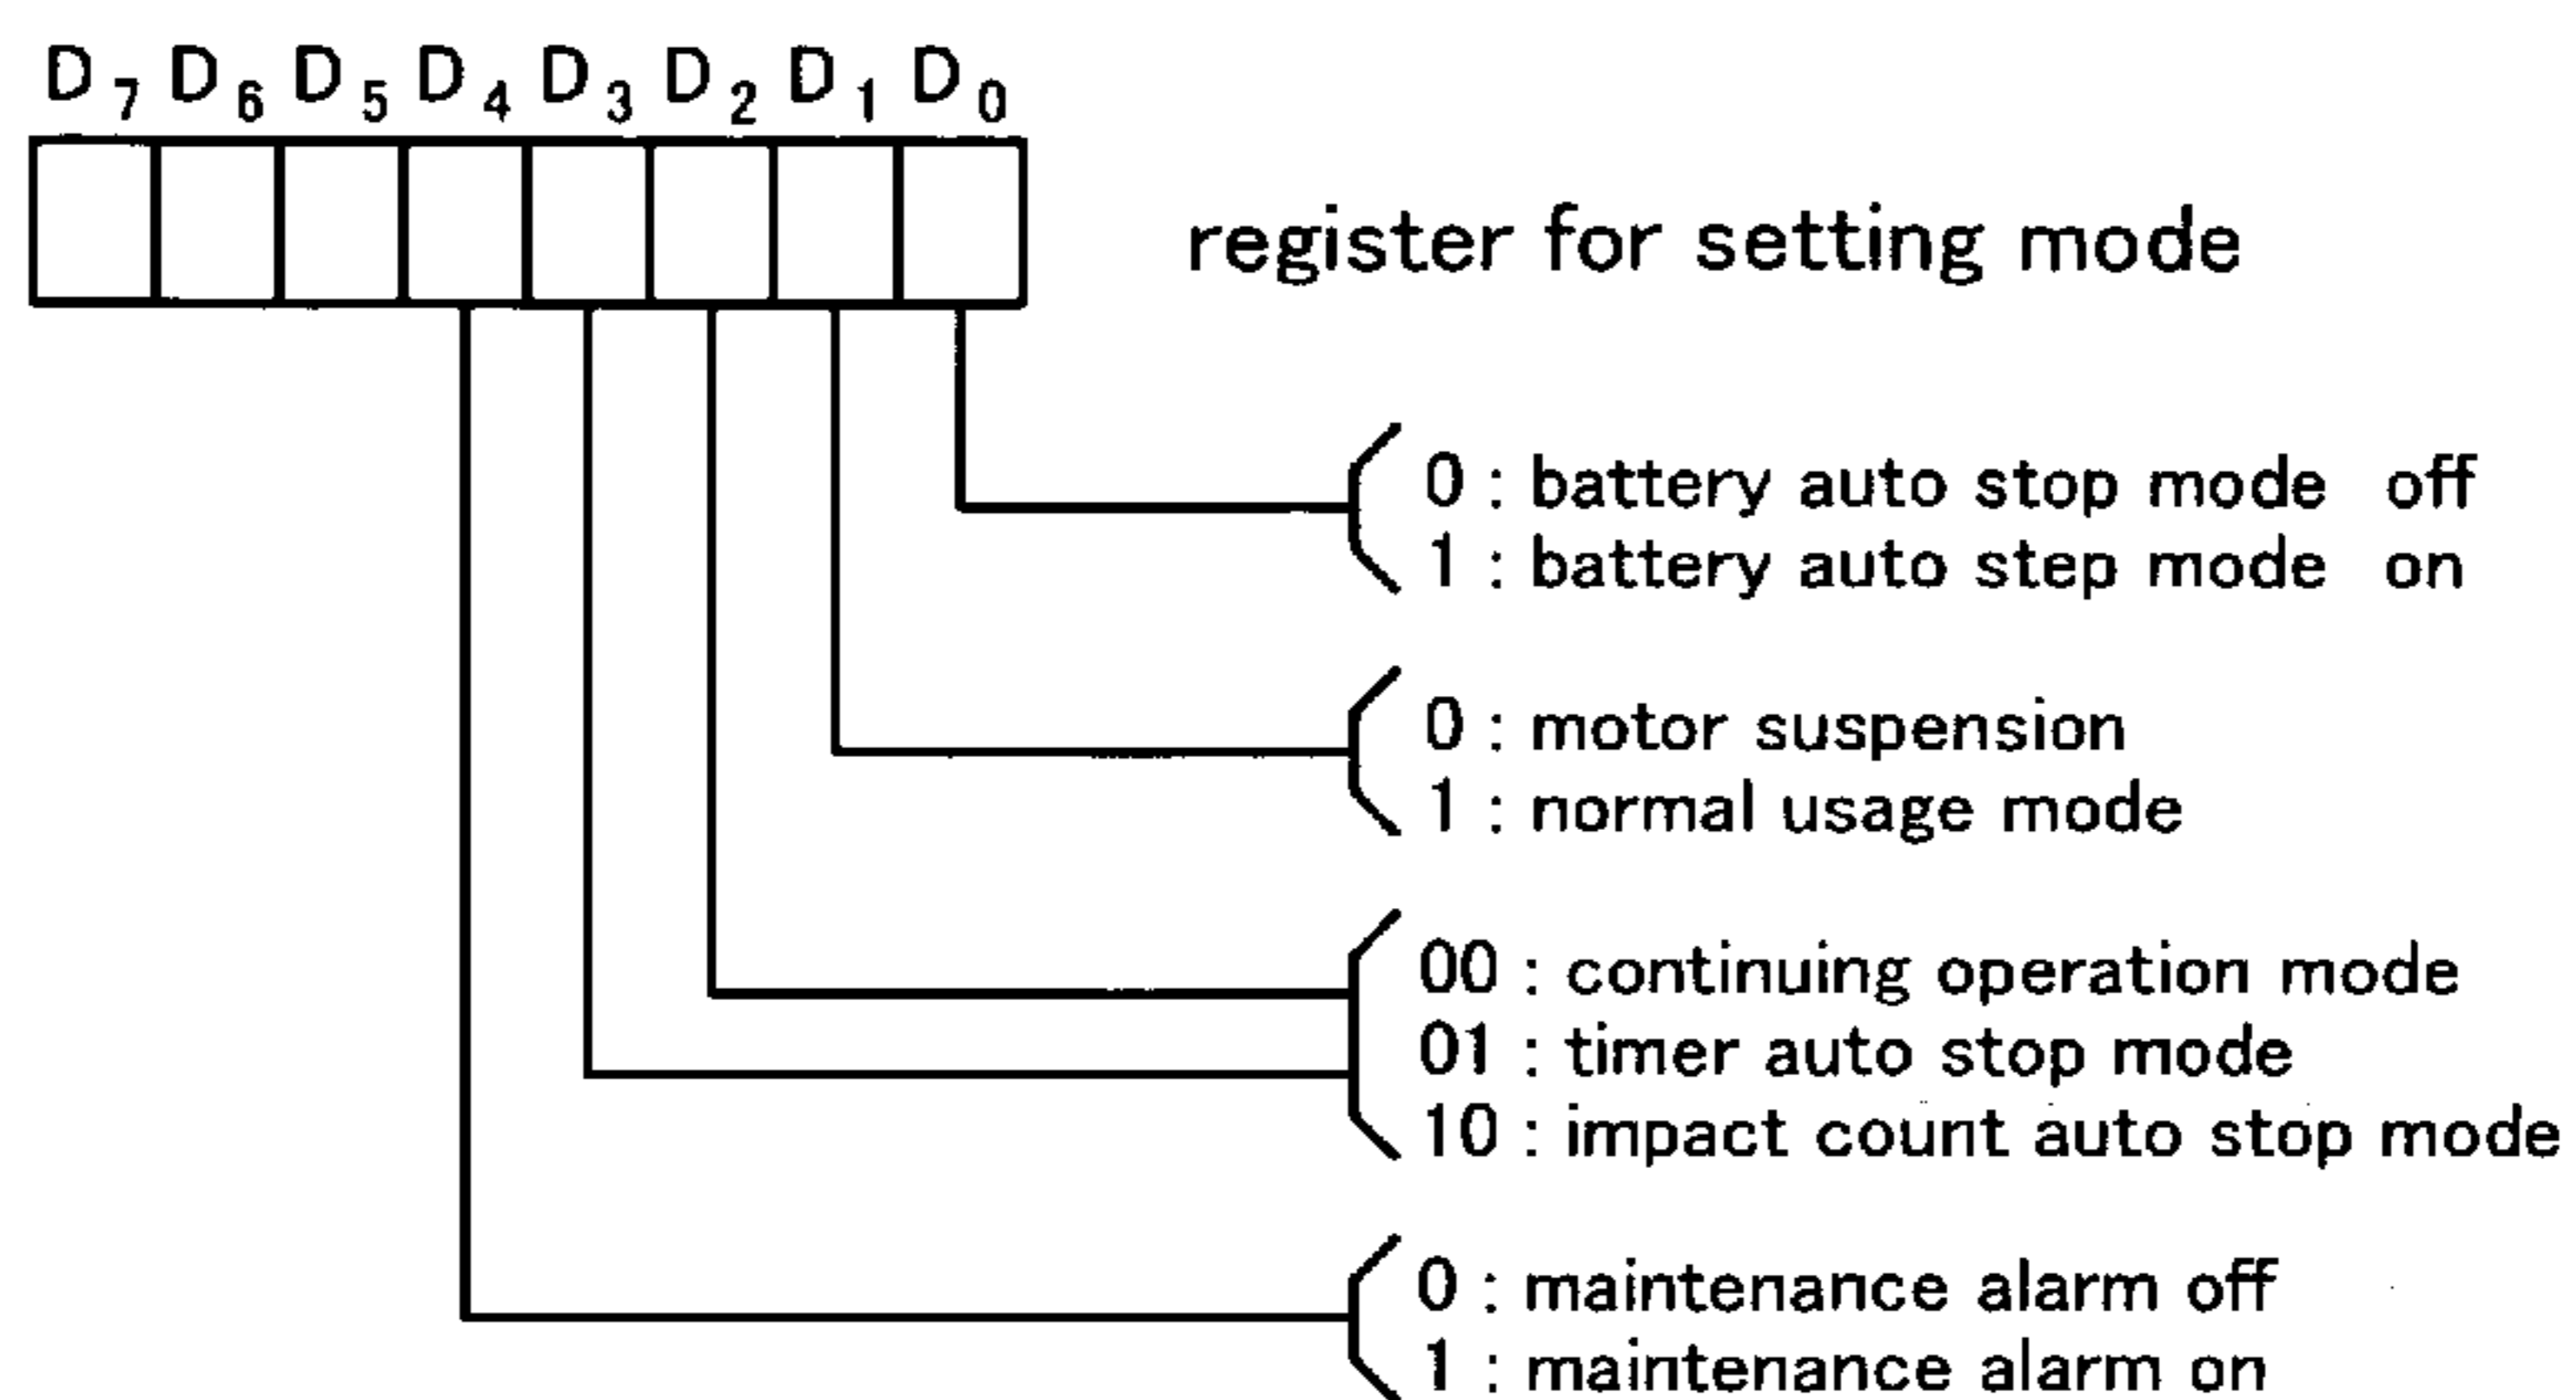 D7 D6 D5 D4 D3 D2 D1 D0
register for setting mode
0 : battery auto stop mode off
1 : battery auto step mode on
0 : motor suspension
1 : normal usage mode
00 : continuing operation mode
01 : timer auto stop mode
10 : impact count auto stop mode
0 : maintenance alarm off
1 : maintenance alarm on